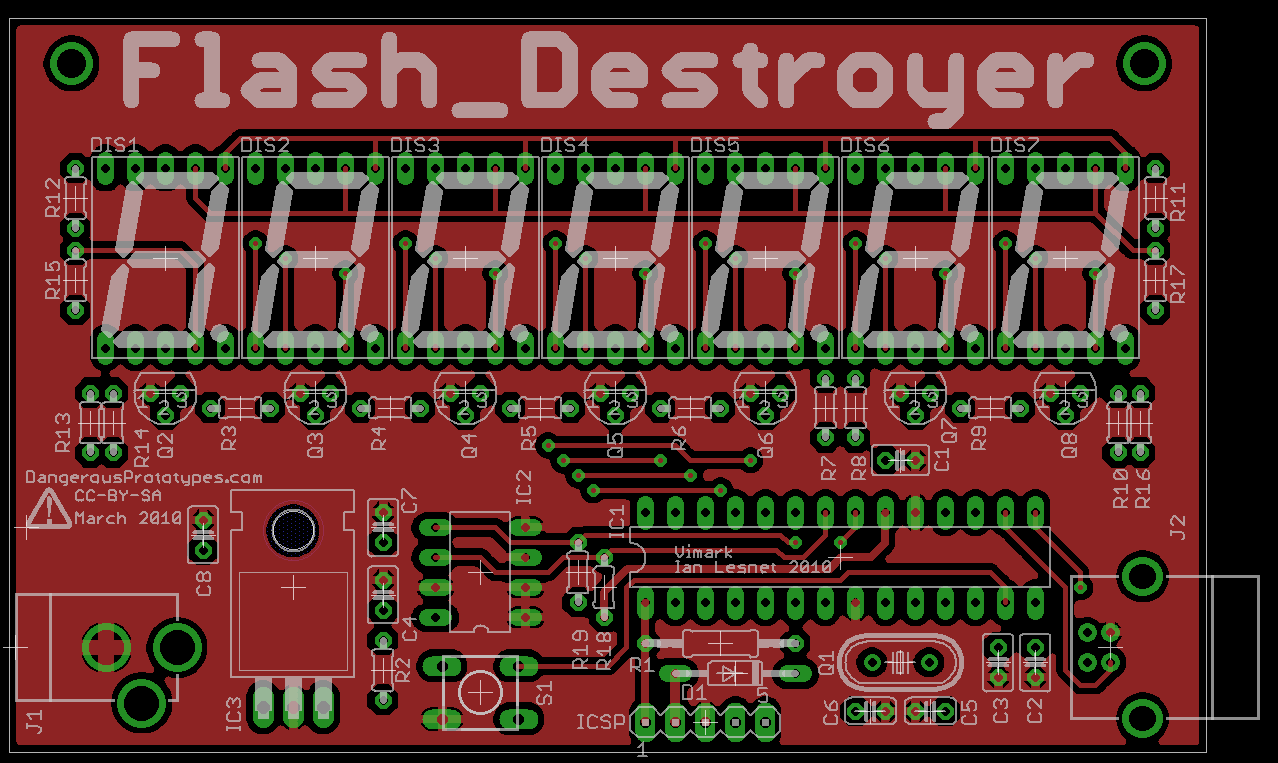 Flash_Destroyer
DIS1 DIS2 DIS3 DIS4 DIS5 DIS6 DIS7
R12 R11
R15 R17
R13 R14 Q2 R3 Q3 R4 Q4 R5 Q5 R6 Q6 R7 R8 C1 Q7 R9 Q8 R10 R16
DangerousPrototypes.com
CC-BY-SA
March 2010
C8 C7 IC2 IC1 J2
Vimark
Ian Lesnet 2010
C4 R2 R19 R18 R1 Q1
J1 IC3 S1 D1 5
ICSP C6 C5 C3 C2
1